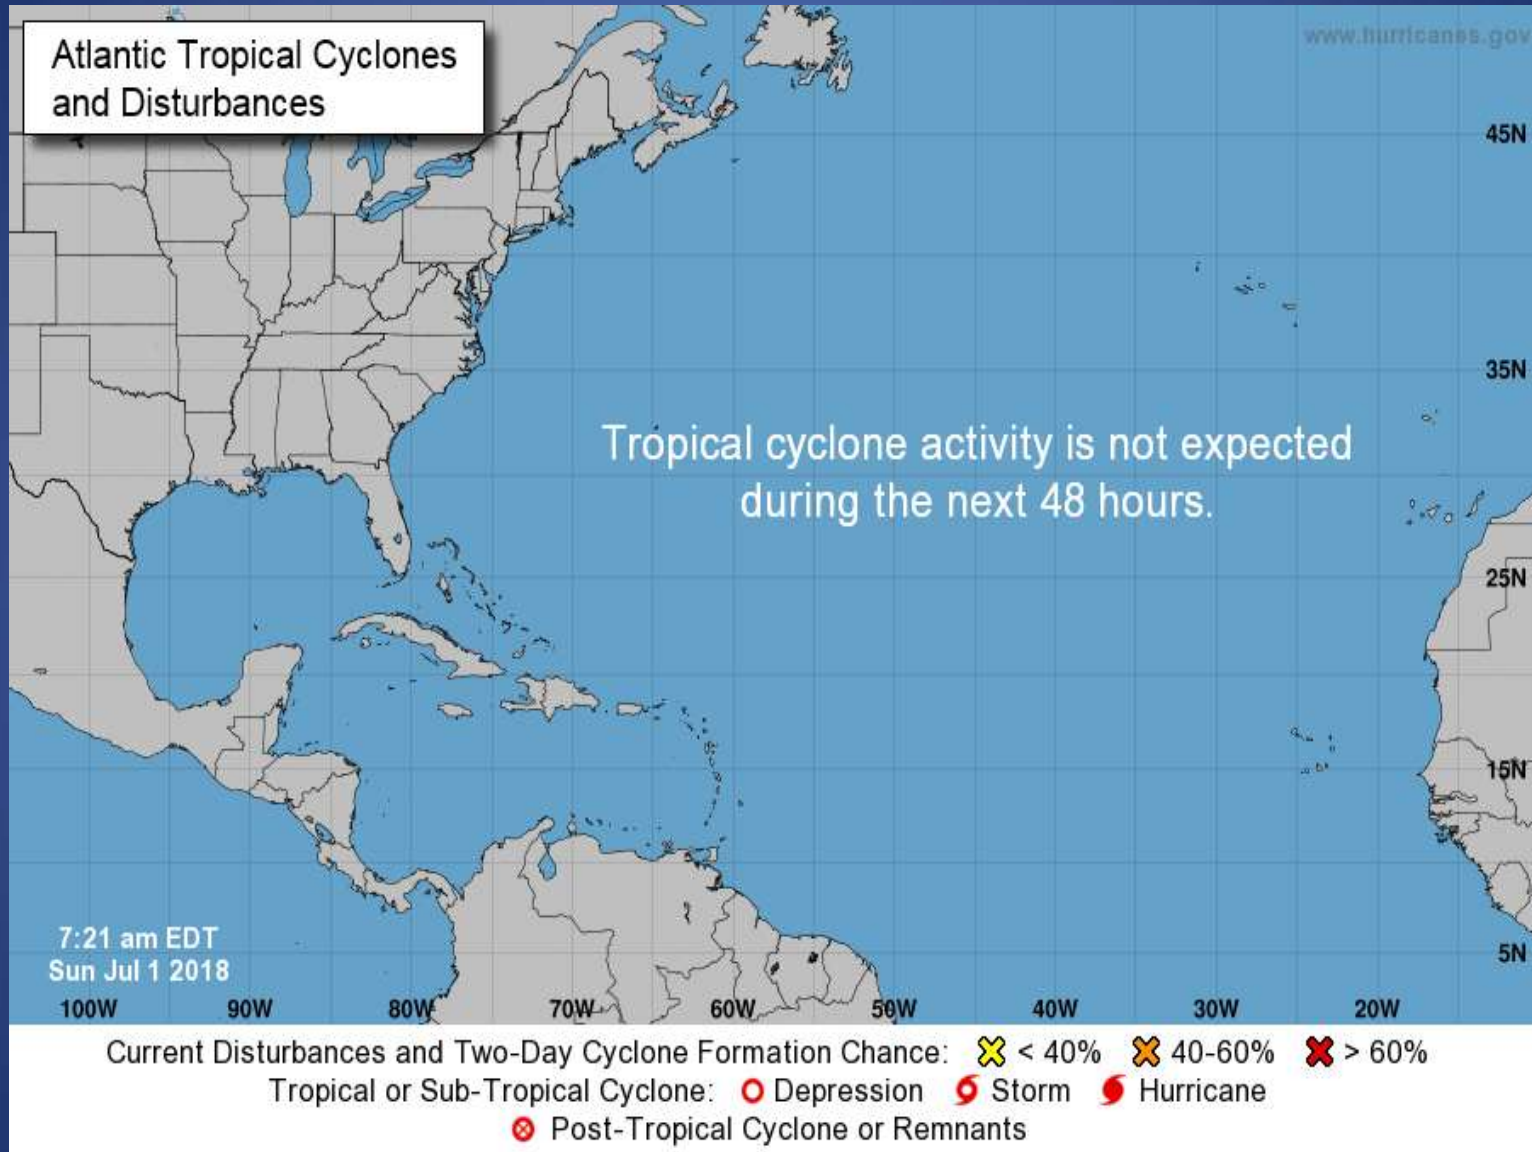 Atlantic Tropical Cyclones
and Disturbances
www.hurricanes.gov
45N
35N
Tropical cyclone activity is not expected
during the next 48 hours.
25N
15N
7:21 am EDT
Sun Jul 1 2018
5N
100W 90W 80W 70W 60W 50W 40W 30W 20W
Current Disturbances and Two-Day Cyclone Formation Chance: < 40% 40-60% > 60%
Tropical or Sub-Tropical Cyclone: Depression Storm Hurricane
Post-Tropical Cyclone or Remnants